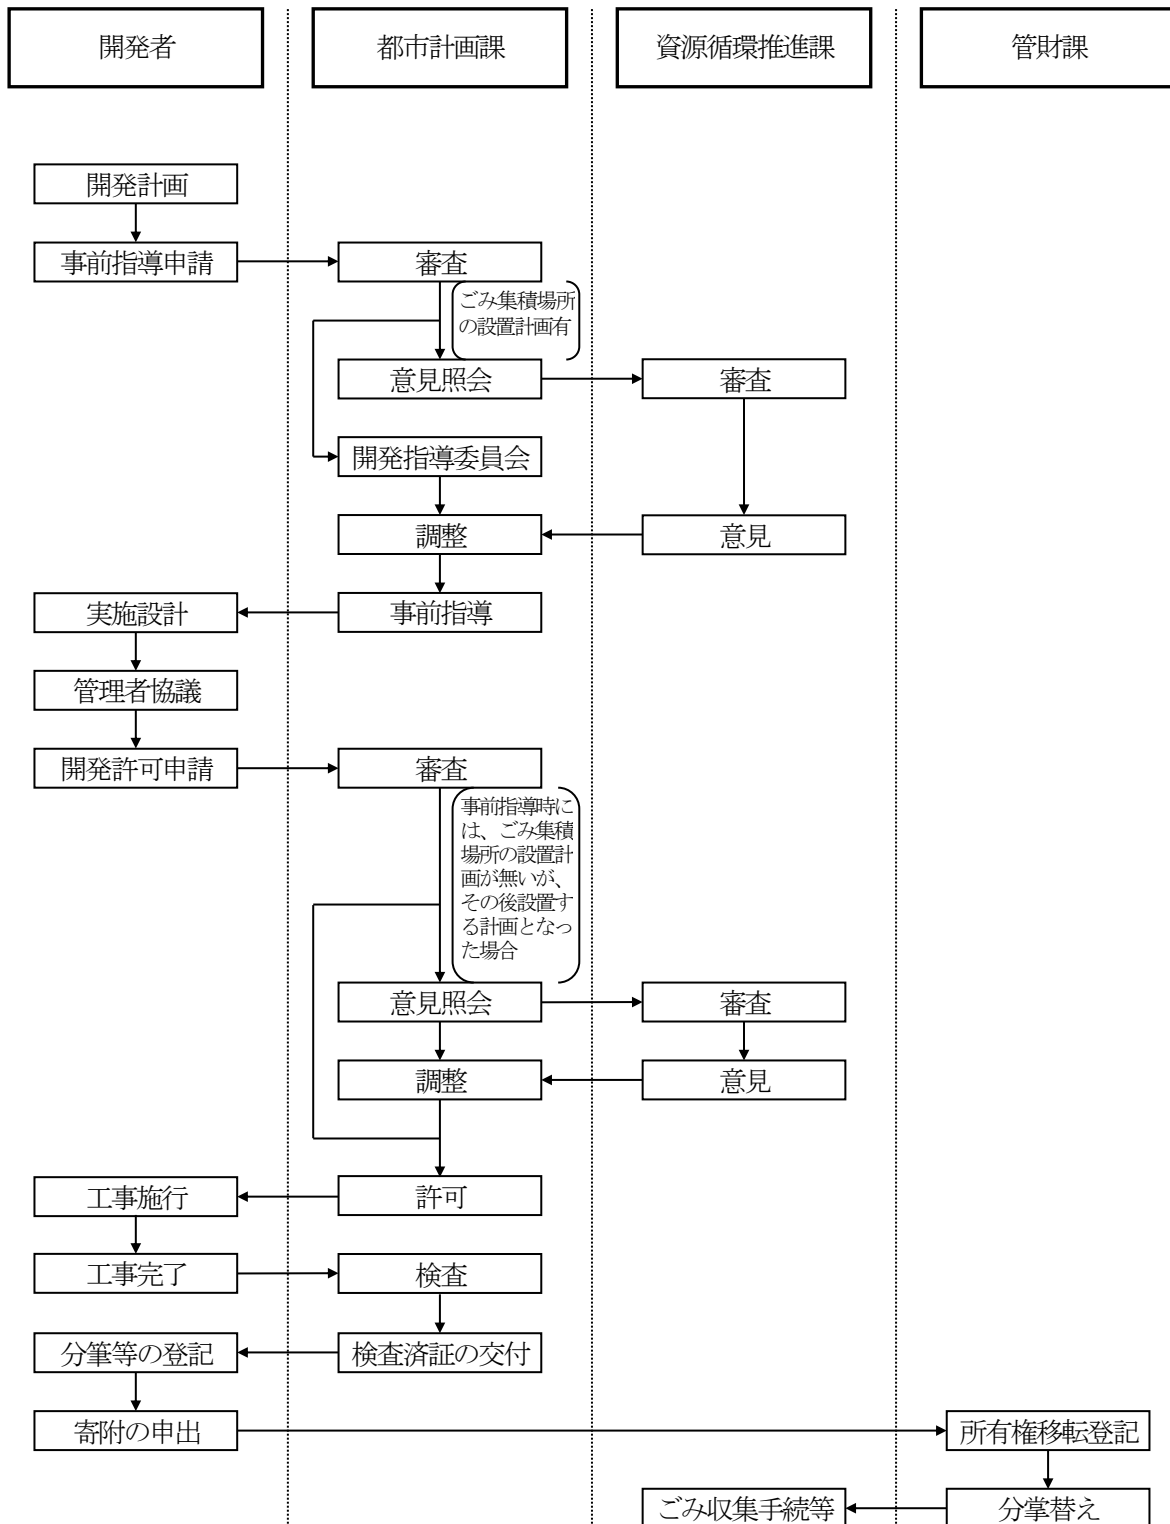 開発者
都市計画課
資源循環推進課
管財課
開発計画
事前指導申請
審査
ごみ集積場所
の設置計画有
意見照会
審査
開発指導委員会
調整
意見
実施設計
事前指導
管理者協議
開発許可申請
審査
事前指導時に
は、ごみ集積
場所の設置計
画が無いが、
その後設置す
る計画となっ
た場合
意見照会
審査
調整
意見
工事施行
許可
工事完了
検査
分筆等の登記
検査済証の交付
寄附の申出
所有権移転登記
ごみ収集手続等
分掌替え